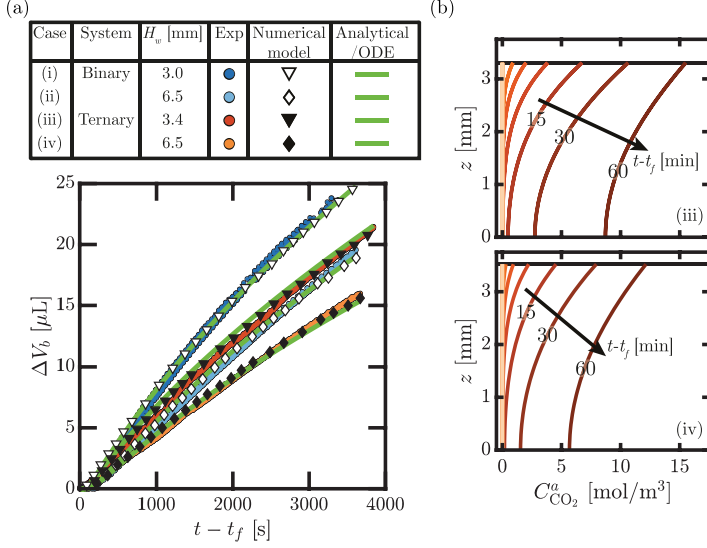 (a)
Case System H_w [mm] Exp Numerical model Analytical /ODE
(i) Binary 3.0
(ii) 6.5
(iii) Ternary 3.4
(iv) 6.5
25
20
15
10
5
0
ΔV_b [μL]
0 1000 2000 3000 4000
t − t_f [s]
(b)
3
2
1
0
z [mm]
15
30
60
t-t_f [min]
(iii)
3
2
1
0
z [mm]
15
30
60
t-t_f [min]
(iv)
0 5 10 15
C^a_{CO_2} [mol/m³]